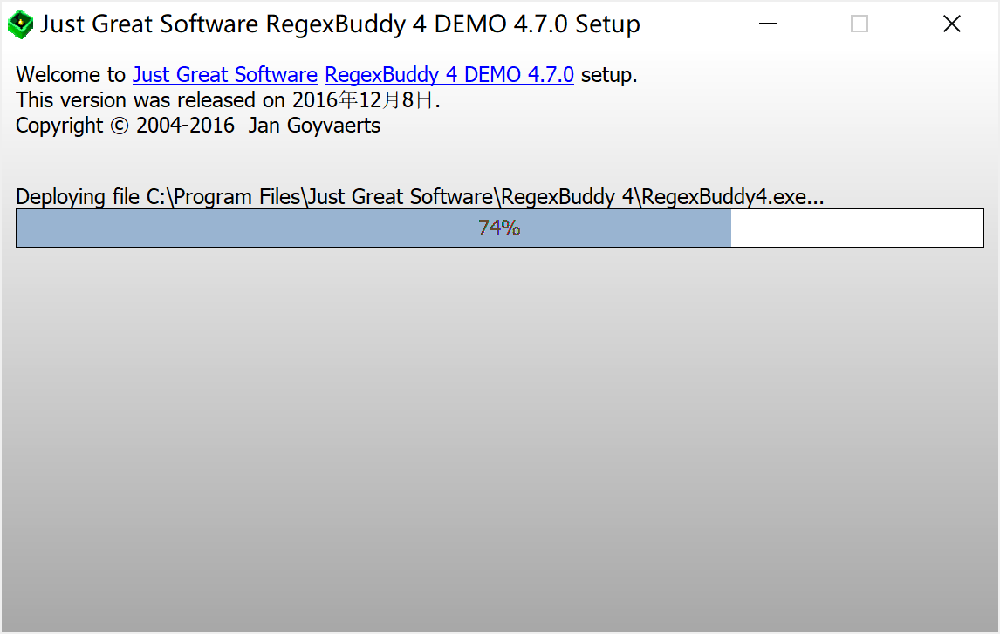 Just Great Software RegexBuddy 4 DEMO 4.7.0 Setup
Welcome to Just Great Software RegexBuddy 4 DEMO 4.7.0 setup.
This version was released on 2016年12月8日.
Copyright © 2004-2016  Jan Goyvaerts
Deploying file C:\Program Files\Just Great Software\RegexBuddy 4\RegexBuddy4.exe...
74%